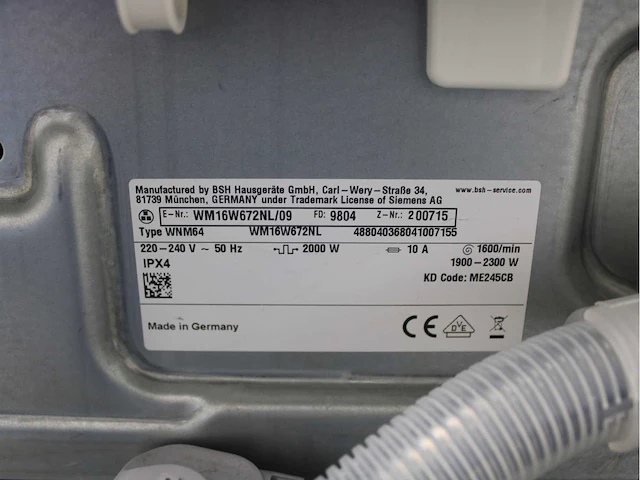 Manufactured by BSH Hausgeräte GmbH, Carl-Wery-Straße 34, www.bsh-service.com
81739 München, GERMANY under Trademark License of Siemens AG
E-Nr.: WM16W672NL/09 FD: 9804 Z-Nr.: 200715
Type WNM64 WM16W672NL 488040368041007155
220-240 V ~ 50 Hz 2000 W 10 A 1600/min
IPX4 1900-2300 W
KD Code: ME245CB
Made in Germany CE DVE